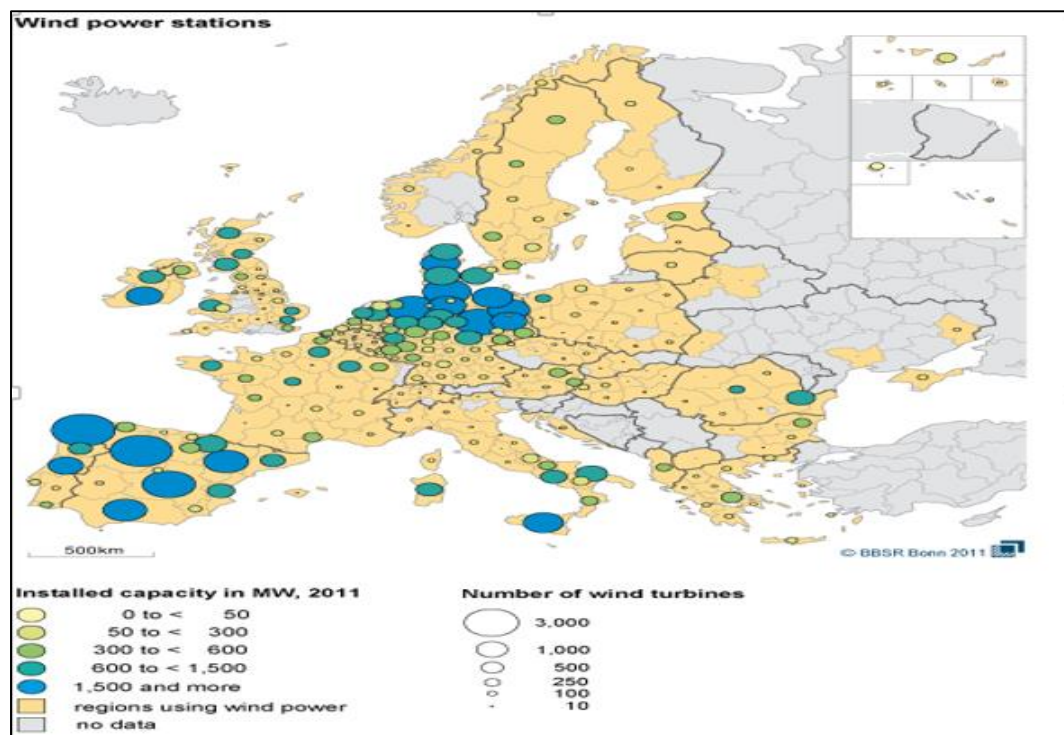 Wind power stations
500km
© BBSR Bonn 2011
Installed capacity in MW, 2011
0 to < 50
50 to < 300
300 to < 600
600 to < 1,500
1,500 and more
regions using wind power
no data
Number of wind turbines
3,000
1,000
500
250
100
10